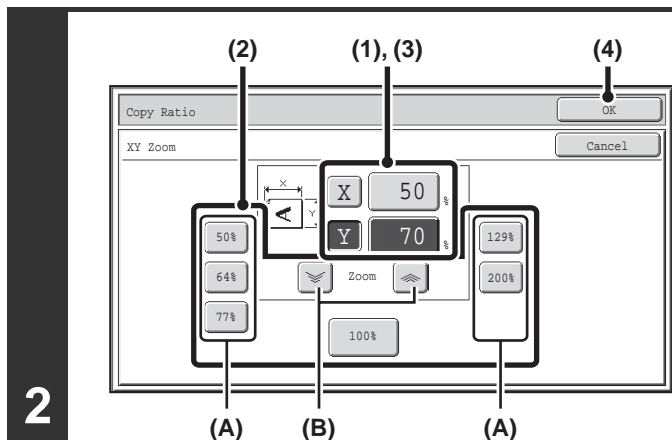 (2) (1), (3) (4)
Copy Ratio OK
XY Zoom Cancel
X
X 50 %
A Y
Y 70 %
50% 129%
64% Zoom 200%
77%
100%
2
(A) (B) (A)